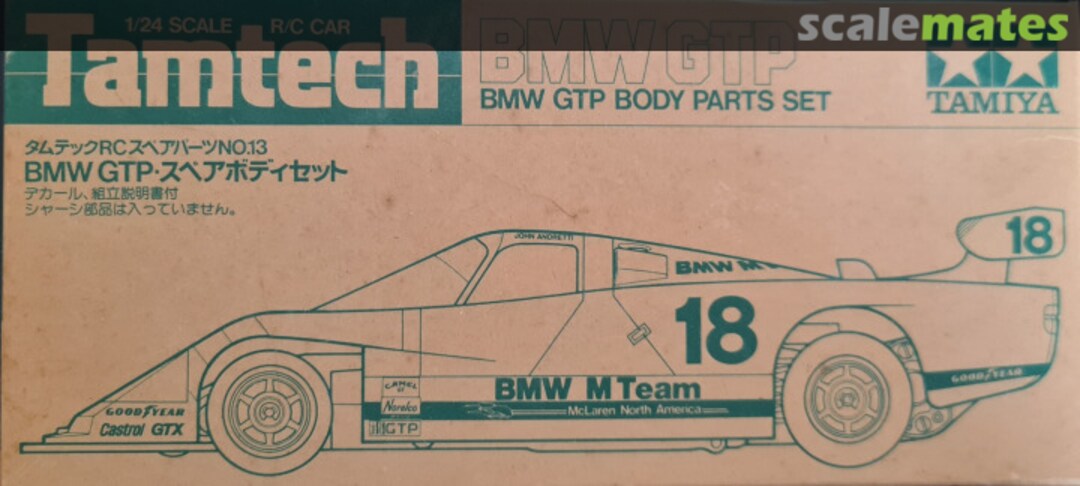 scalemates
1/24 SCALE R/C CAR
Tamtech
BMW GTP
BMW GTP BODY PARTS SET
TAMIYA
タムテックRCスペアパーツNO.13
BMW GTP・スペアボディセット
デカール、組立説明書付
シャーシ部品は入っていません。
JOHN ANDRETTI
BMW M
18
18
CAMEL
GT
Norelco
GTP
BMW M Team
McLaren North America
GOODYEAR
Castrol GTX
GOODYEAR